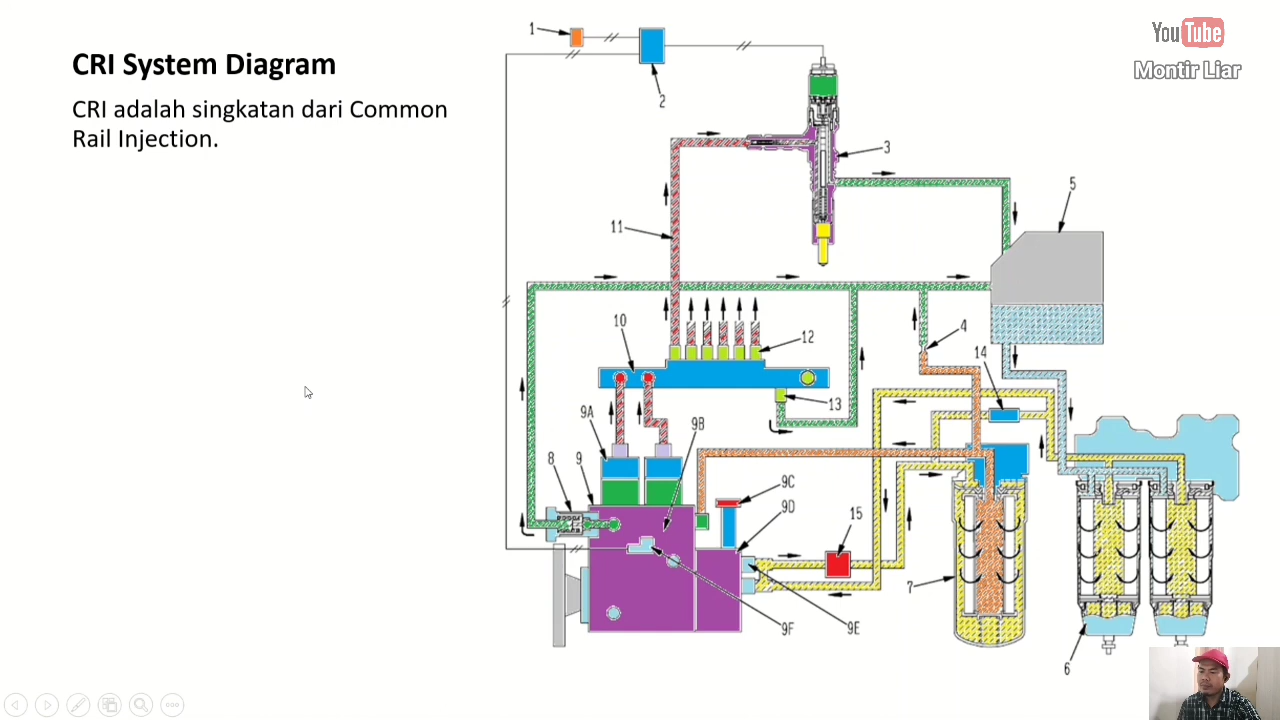 CRI System Diagram
CRI adalah singkatan dari Common
Rail Injection.
YouTube
Montir Liar
1
2
3
5
11
10
12
4
14
13
9A
9B
8
9
9C
9D
15
7
9F
9E
6